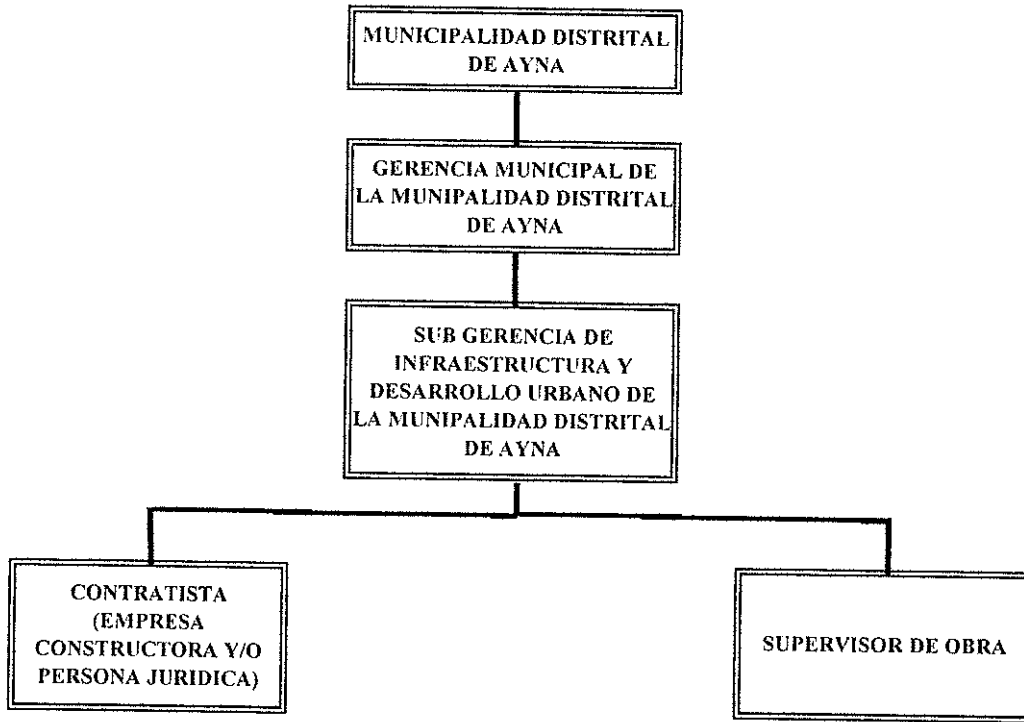 MUNICIPALIDAD DISTRITAL
DE AYNA
GERENCIA MUNICIPAL DE
LA MUNIPALIDAD DISTRITAL
DE AYNA
SUB GERENCIA DE
INFRAESTRUCTURA Y
DESARROLLO URBANO DE
LA MUNIPALIDAD DISTRITAL
DE AYNA
CONTRATISTA
(EMPRESA
CONSTRUCTORA Y/O
PERSONA JURIDICA)
SUPERVISOR DE OBRA